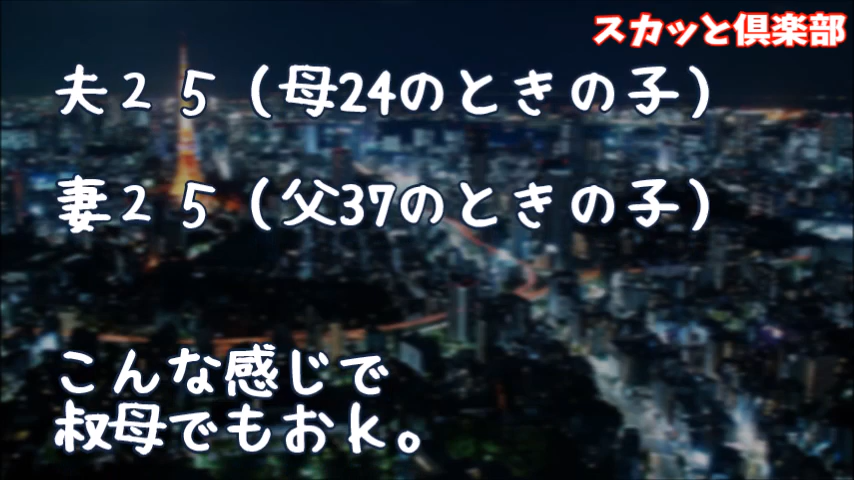 スカッと倶楽部
夫２５（母24のときの子）
妻２５（父37のときの子）
こんな感じで
叔母でもおｋ。